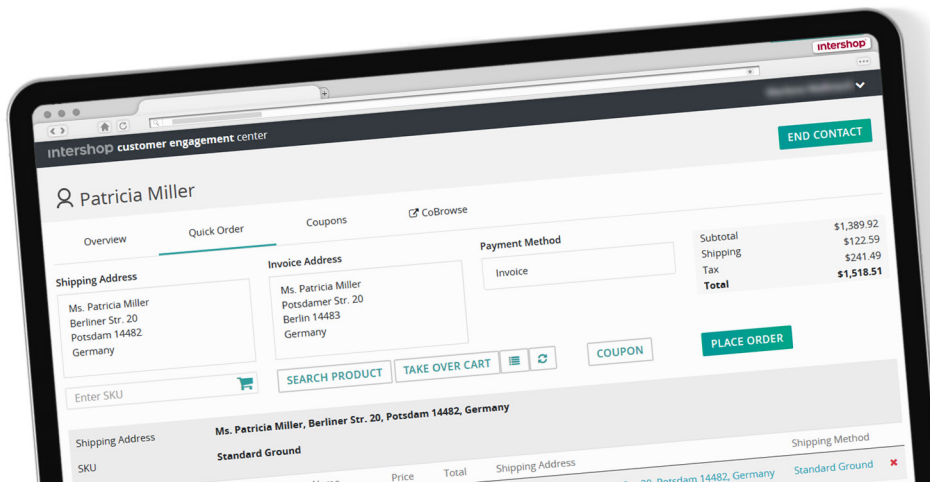 intershop
intershop customer engagement center
END CONTACT
Patricia Miller
Overview
Quick Order
Coupons
CoBrowse
Shipping Address
Ms. Patricia Miller
Berliner Str. 20
Potsdam 14482
Germany
Invoice Address
Ms. Patricia Miller
Potsdamer Str. 20
Berlin 14483
Germany
Payment Method
Invoice
Subtotal $1,389.92
Shipping $122.59
Tax $241.49
Total $1,518.51
Enter SKU
SEARCH PRODUCT
TAKE OVER CART
COUPON
PLACE ORDER
Shipping Address Ms. Patricia Miller, Berliner Str. 20, Potsdam 14482, Germany
SKU Standard Ground
Name Price Total Shipping Address Shipping Method
20, Potsdam 14482, Germany Standard Ground